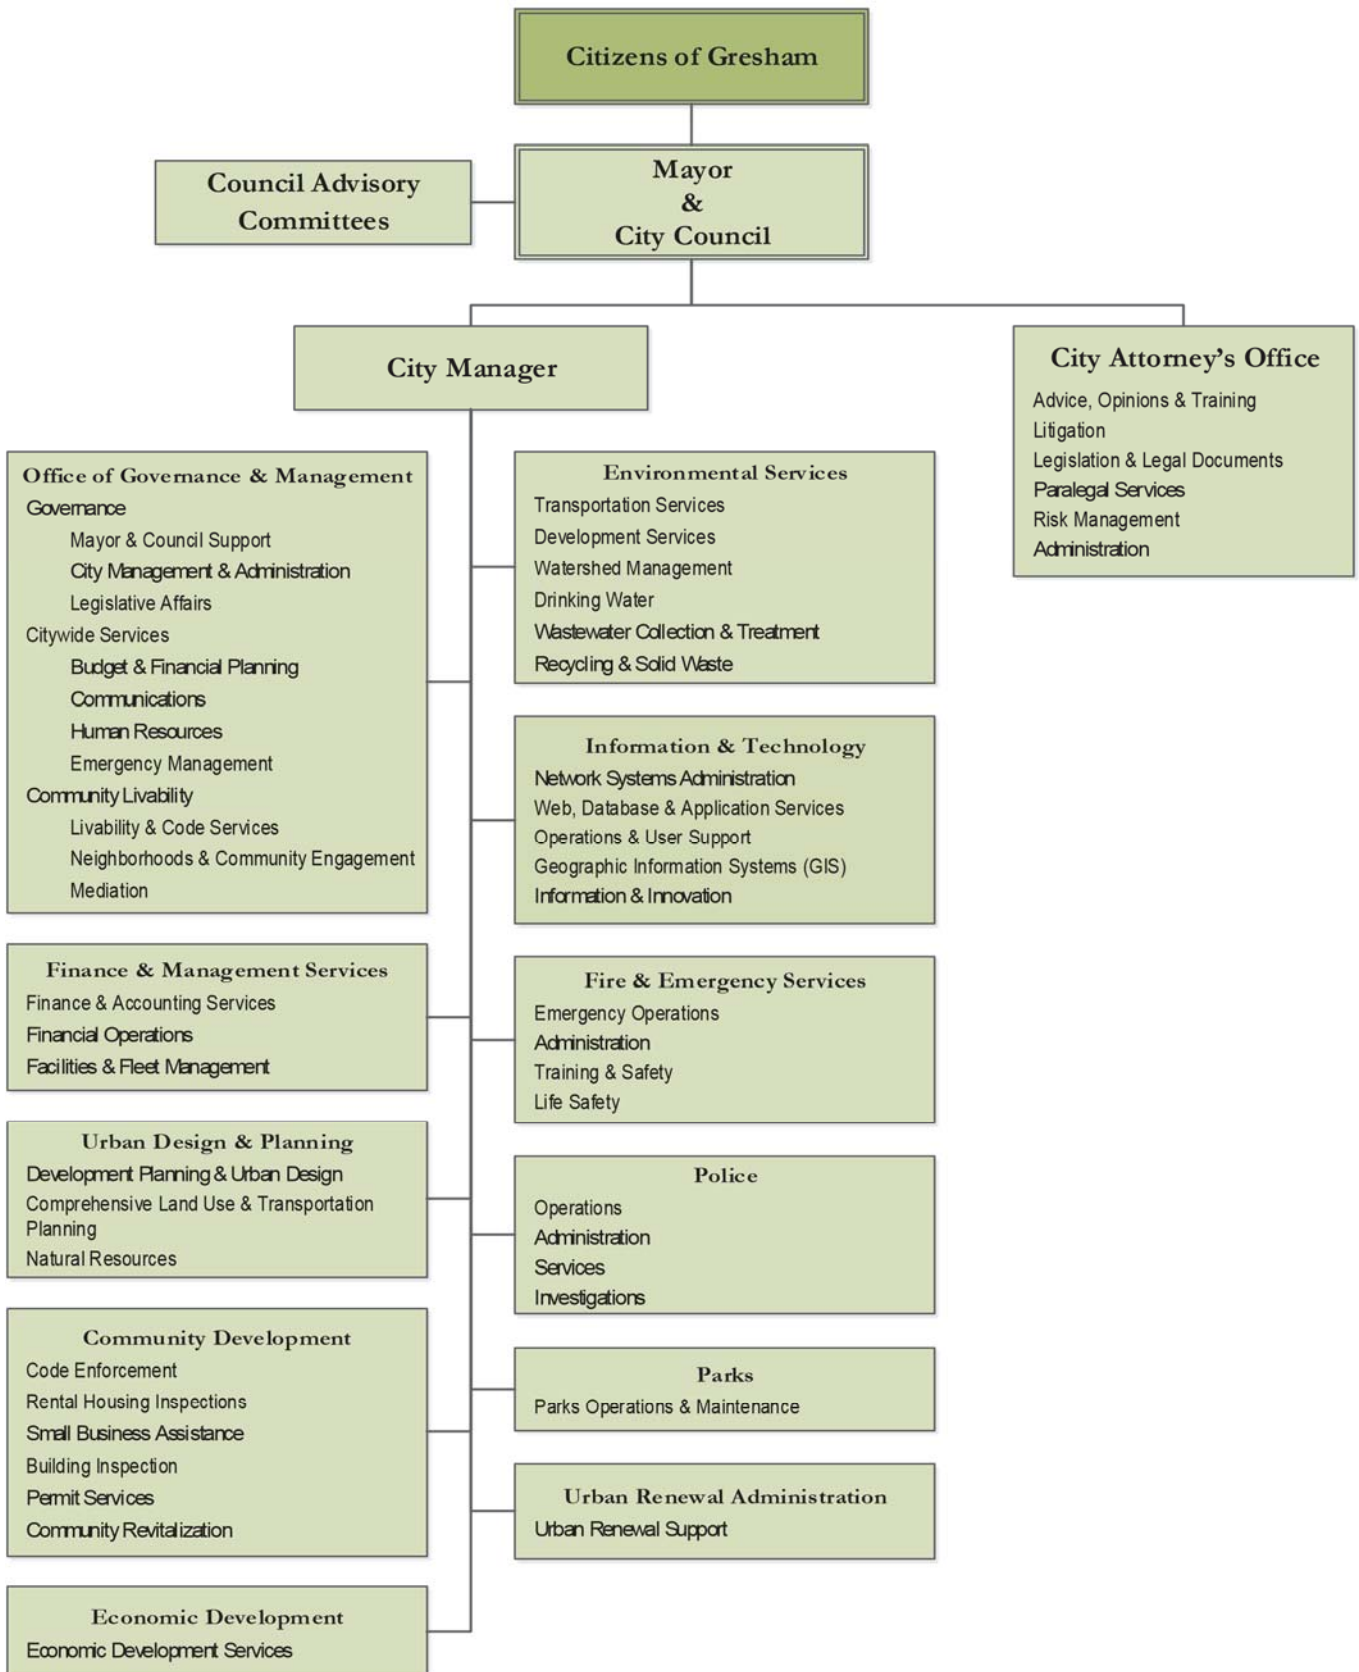 Citizens of Gresham
Council Advisory
Committees
Mayor
&
City Council
City Manager
City Attorney's Office
Advice, Opinions & Training
Litigation
Legislation & Legal Documents
Paralegal Services
Risk Management
Administration
Office of Governance & Management
Governance
Mayor & Council Support
City Management & Administration
Legislative Affairs
Citywide Services
Budget & Financial Planning
Communications
Human Resources
Emergency Management
Community Livability
Livability & Code Services
Neighborhoods & Community Engagement
Mediation
Finance & Management Services
Finance & Accounting Services
Financial Operations
Facilities & Fleet Management
Urban Design & Planning
Development Planning & Urban Design
Comprehensive Land Use & Transportation
Planning
Natural Resources
Community Development
Code Enforcement
Rental Housing Inspections
Small Business Assistance
Building Inspection
Permit Services
Community Revitalization
Economic Development
Economic Development Services
Environmental Services
Transportation Services
Development Services
Watershed Management
Drinking Water
Wastewater Collection & Treatment
Recycling & Solid Waste
Information & Technology
Network Systems Administration
Web, Database & Application Services
Operations & User Support
Geographic Information Systems (GIS)
Information & Innovation
Fire & Emergency Services
Emergency Operations
Administration
Training & Safety
Life Safety
Police
Operations
Administration
Services
Investigations
Parks
Parks Operations & Maintenance
Urban Renewal Administration
Urban Renewal Support